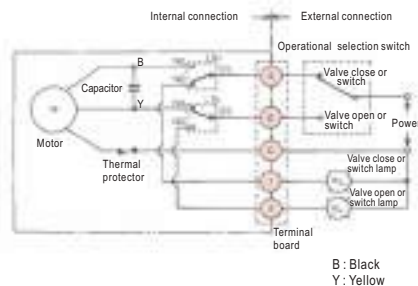 Internal connection
External connection
Operational selection switch
B
Capacitor
Y
Motor
Thermal
protector
Valve close or
switch
Valve open or
switch
Power
Valve close or
switch lamp
Valve open or
switch lamp
Terminal
board
B : Black
Y : Yellow